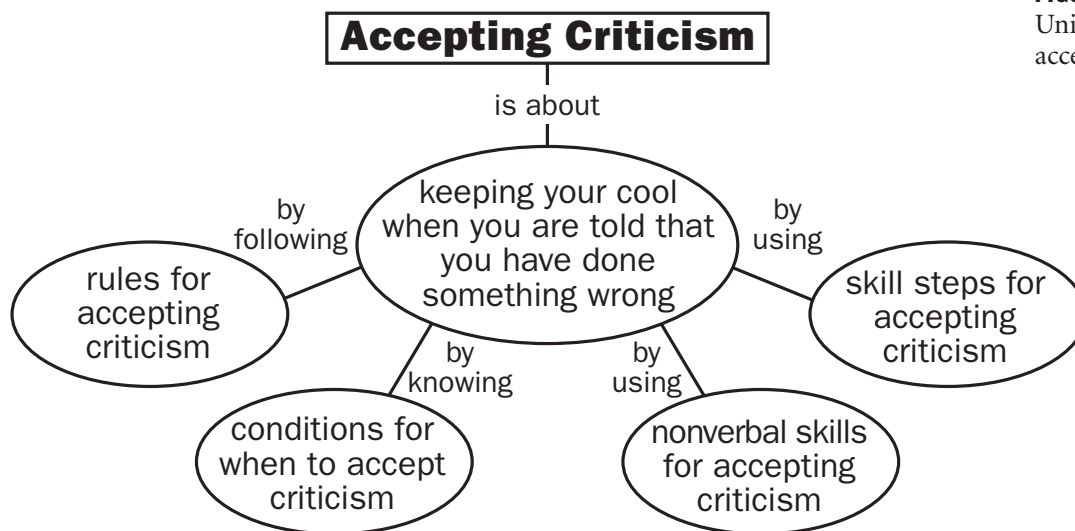 Accepting Criticism
Uni
acce
is about
keeping your cool
when you are told that
you have done
something wrong
by
following
rules for
accepting
criticism
by
knowing
conditions for
when to accept
criticism
by
using
nonverbal skills
for accepting
criticism
by
using
skill steps for
accepting
criticism